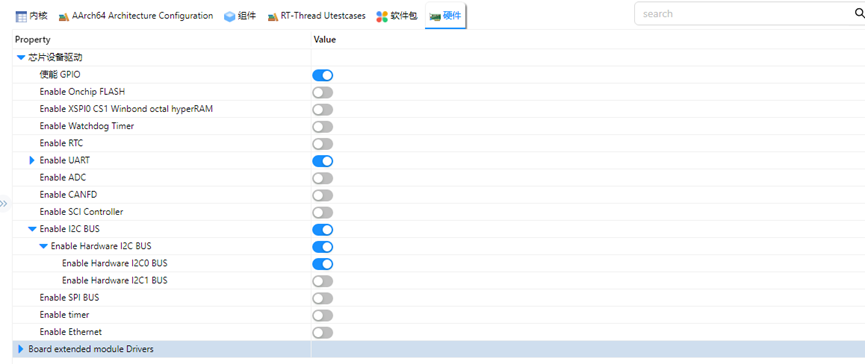 内核 AArch64 Architecture Configuration 组件 RT-Thread Utestcases 软件包 硬件 search
Property Value
芯片设备驱动
使能 GPIO
Enable Onchip FLASH
Enable XSPI0 CS1 Winbond octal hyperRAM
Enable Watchdog Timer
Enable RTC
Enable UART
Enable ADC
Enable CANFD
Enable SCI Controller
Enable I2C BUS
Enable Hardware I2C BUS
Enable Hardware I2C0 BUS
Enable Hardware I2C1 BUS
Enable SPI BUS
Enable timer
Enable Ethernet
Board extended module Drivers